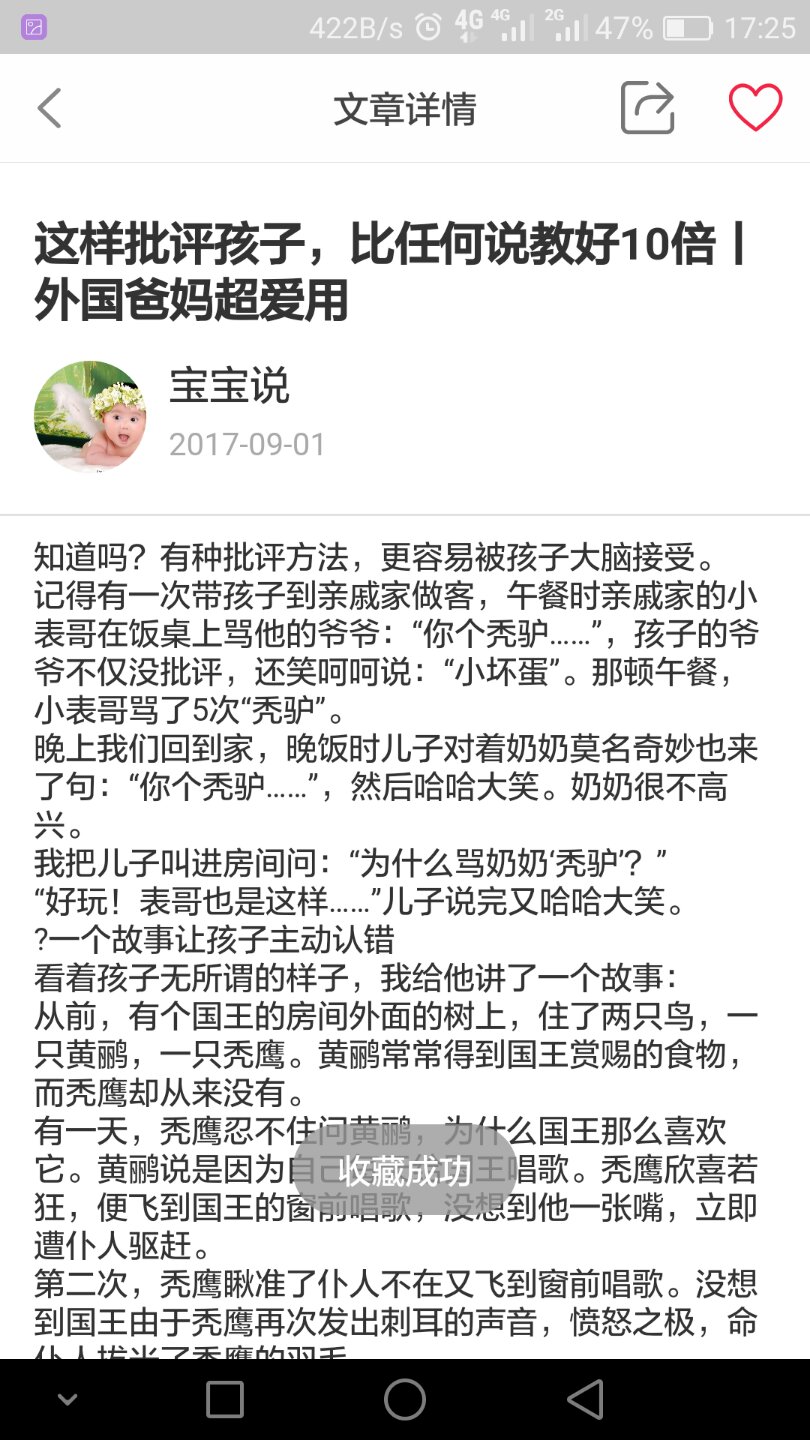 422B/s 4G 4G 2G 47% 17:25
文章详情
这样批评孩子，比任何说教好10倍丨
外国爸妈超爱用
宝宝说
2017-09-01
知道吗？有种批评方法，更容易被孩子大脑接受。
记得有一次带孩子到亲戚家做客，午餐时亲戚家的小
表哥在饭桌上骂他的爷爷：“你个秃驴……”，孩子的爷
爷不仅没批评，还笑呵呵说：“小坏蛋”。那顿午餐，
小表哥骂了5次“秃驴”。
晚上我们回到家，晚饭时儿子对着奶奶莫名奇妙也来
了句：“你个秃驴……”，然后哈哈大笑。奶奶很不高
兴。
我把儿子叫进房间问：“为什么骂奶奶‘秃驴’？”
“好玩！表哥也是这样……”儿子说完又哈哈大笑。
?一个故事让孩子主动认错
看着孩子无所谓的样子，我给他讲了一个故事：
从前，有个国王的房间外面的树上，住了两只鸟，一
只黄鹂，一只秃鹰。黄鹂常常得到国王赏赐的食物，
而秃鹰却从来没有。
有一天，秃鹰忍不住问黄鹂，为什么国王那么喜欢
它。黄鹂说是因为自己 王唱歌。秃鹰欣喜若
收藏成功
狂，便飞到国王的窗前唱歌，没想到他一张嘴，立即
遭仆人驱赶。
第二次，秃鹰瞅准了仆人不在又飞到窗前唱歌。没想
到国王由于秃鹰再次发出刺耳的声音，愤怒之极，命
仆人拔光了秃鹰的羽毛